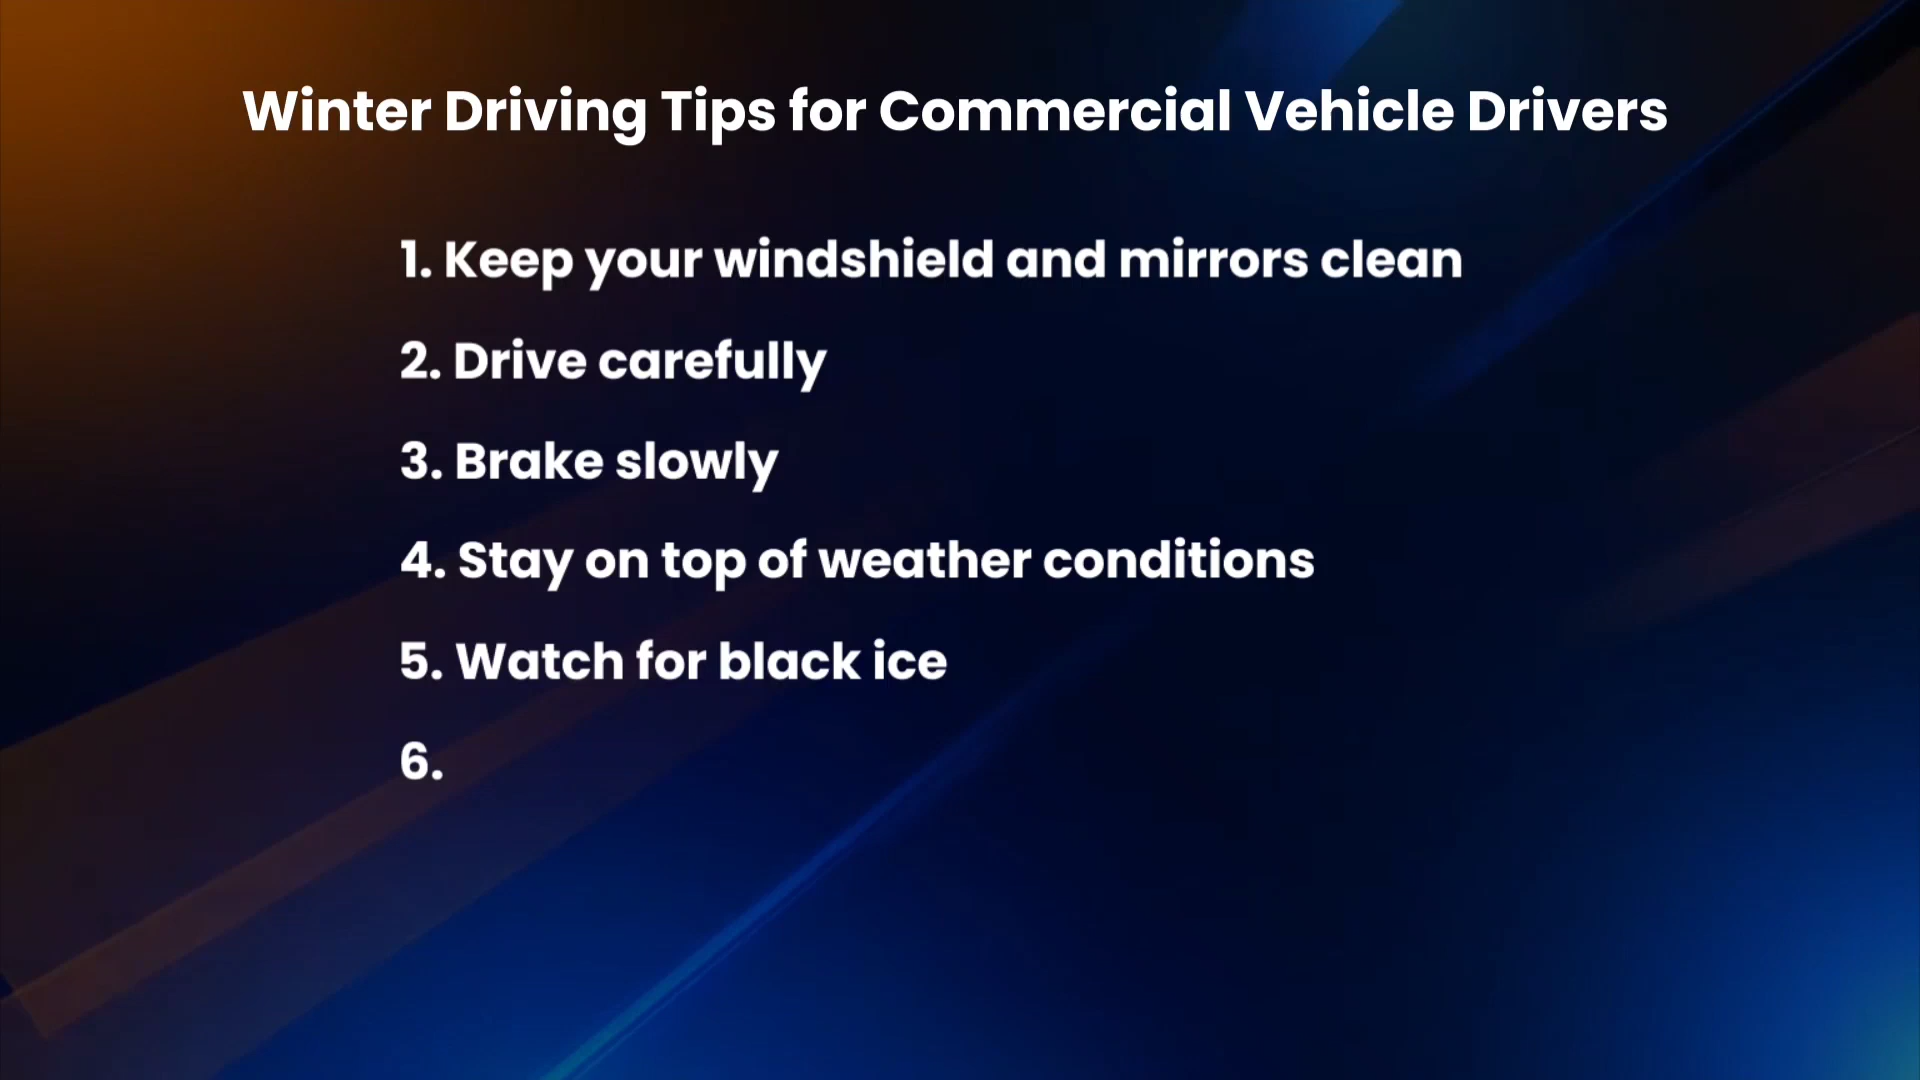 Winter Driving Tips for Commercial Vehicle Drivers
1. Keep your windshield and mirrors clean
2. Drive carefully
3. Brake slowly
4. Stay on top of weather conditions
5. Watch for black ice
6.